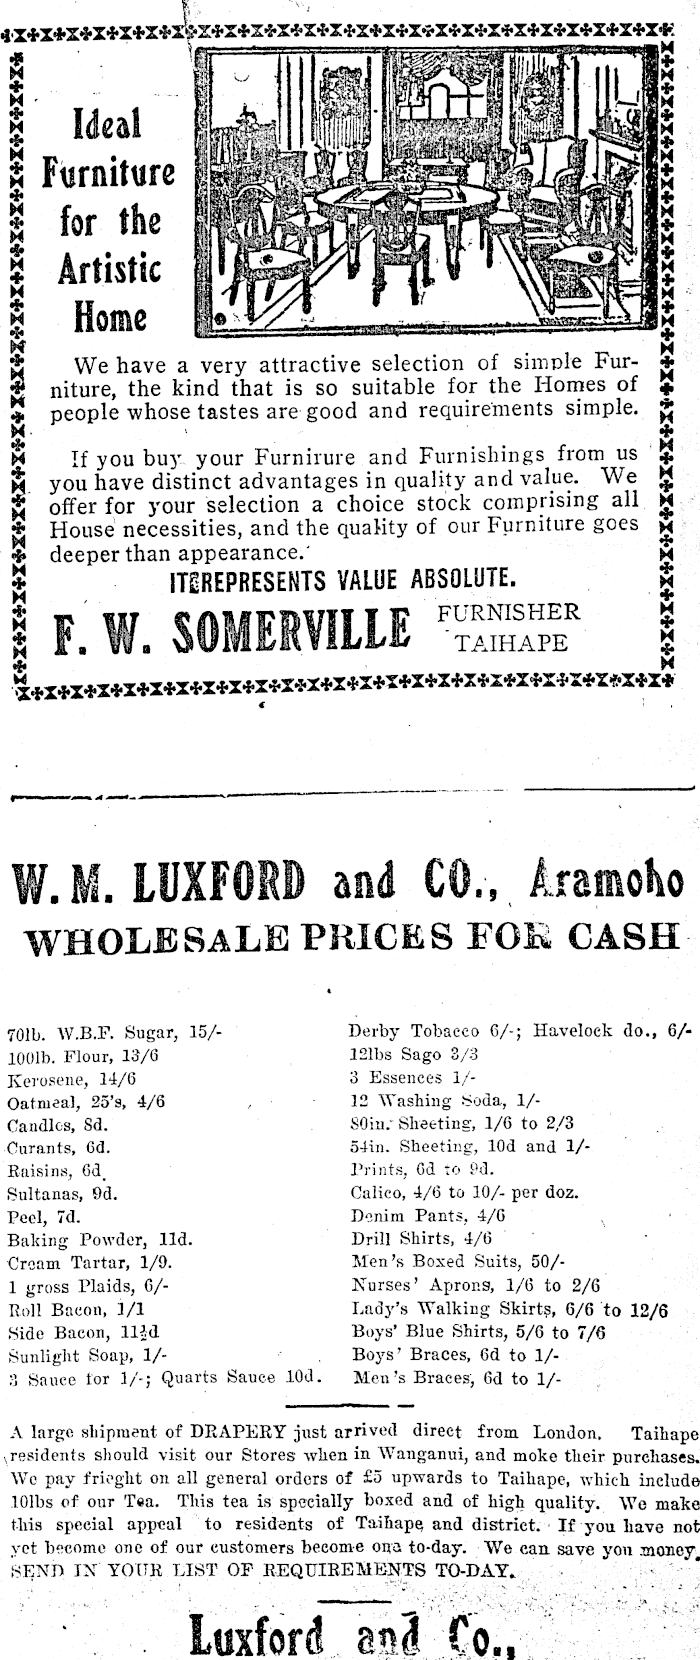 Ideal
Furniture
for the
Artistic
Home
We have a very attractive selection of simple Fur-
niture, the kind that is so suitable for the Homes of
people whose tastes are good and requirements simple.
If you buy your Furnirure and Furnishings from us
you have distinct advantages in quality and value. We
offer for your selection a choice stock comprising all
House necessities, and the quality of our Furniture goes
deeper than appearance.
IT REPRESENTS VALUE ABSOLUTE.
F. W. SOMERVILLE
FURNISHER
TAIHAPE
W. M. LUXFORD and CO., Aramoho
WHOLESALE PRICES FOR CASH
70lb. W.B.F. Sugar, 15/-
100lb. Flour, 13/6
Kerosene, 14/6
Oatmeal, 25's, 4/6
Candles, 8d.
Curants, 6d.
Raisins, 6d.
Sultanas, 9d.
Peel, 7d.
Baking Powder, 11d.
Cream Tartar, 1/9.
1 gross Plaids, 6/-
Roll Bacon, 1/1
Side Bacon, 11½d
Sunlight Soap, 1/-
3 Sauce for 1/-; Quarts Sauce 10d.
Derby Tobacco 6/-; Havelock do., 6/-
12lbs Sago 3/3
3 Essences 1/-
12 Washing Soda, 1/-
80in. Sheeting, 1/6 to 2/3
54in. Sheeting, 10d and 1/-
Prints, 6d to 9d.
Calico, 4/6 to 10/- per doz.
Denim Pants, 4/6
Drill Shirts, 4/6
Men's Boxed Suits, 50/-
Nurses' Aprons, 1/6 to 2/6
Lady's Walking Skirts, 6/6 to 12/6
Boys' Blue Shirts, 5/6 to 7/6
Boys' Braces, 6d to 1/-
Men's Braces, 6d to 1/-
A large shipment of DRAPERY just arrived direct from London. Taihape
residents should visit our Stores when in Wanganui, and moke their purchases.
We pay frieght on all general orders of £5 upwards to Taihape, which include
10lbs of our Tea. This tea is specially boxed and of high quality. We make
this special appeal to residents of Taihape and district. If you have not
yet become one of our customers become one to-day. We can save you money.
SEND IN YOUR LIST OF REQUIREMENTS TO-DAY.
Luxford and Co.,